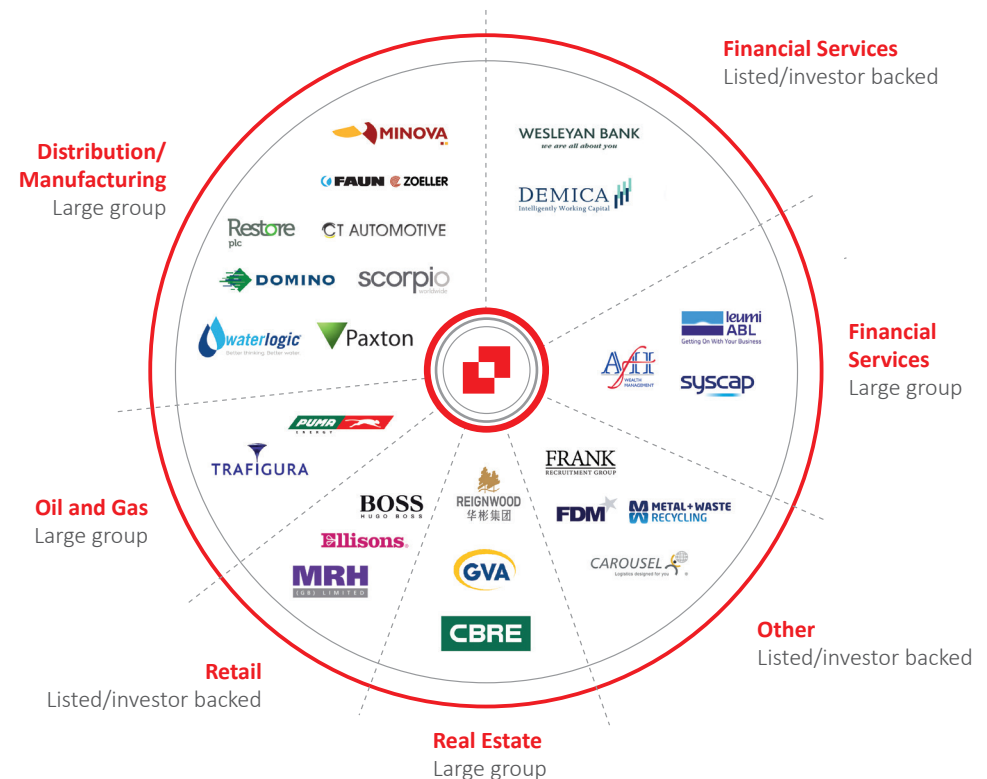 Financial Services
Listed/investor backed
WESLEYAN BANK
we are all about you
DEMICA
Intelligently Working Capital
Distribution/
Manufacturing
Large group
MINOVA
FAUN ZOELLER
Restore
plc
CT AUTOMOTIVE
DOMINO
scorpio
worldwide
waterlogic
Better thinking. Better water.
Paxton
Financial
Services
Large group
leumi
ABL
Getting On With Your Business
AfH
WEALTH
MANAGEMENT
syscap
Oil and Gas
Large group
PUMA
ENERGY
TRAFIGURA
Retail
Listed/investor backed
BOSS
HUGO BOSS
Ellisons
MRH
(GB) LIMITED
Real Estate
Large group
REIGNWOOD
华彬集团
GVA
CBRE
Other
Listed/investor backed
FRANK
RECRUITMENT GROUP
FDM
METAL+WASTE
RECYCLING
CAROUSEL
Logistics designed for you